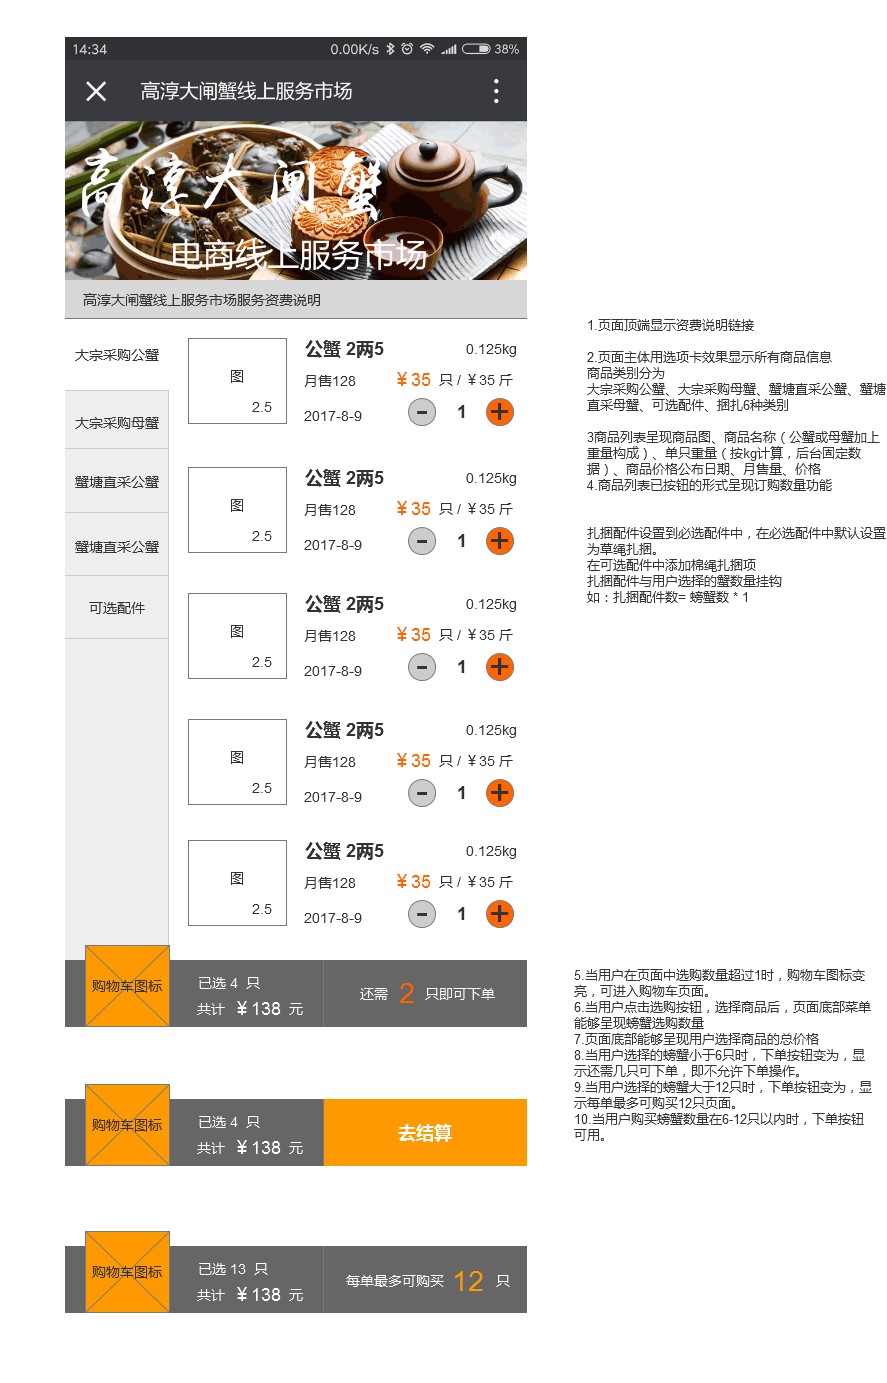 14:34
0.00K/s
38%
高淳大闸蟹线上服务市场
高淳大闸蟹
电商线上服务市场
高淳大闸蟹线上服务市场服务资费说明
大宗采购公蟹
大宗采购母蟹
蟹塘直采公蟹
蟹塘直采公蟹
可选配件
图
2.5
公蟹 2两5
0.125kg
月售128
¥ 35 只 / ¥35 斤
2017-8-9
- 1 +
图
2.5
公蟹 2两5
0.125kg
月售128
¥ 35 只 / ¥35 斤
2017-8-9
- 1 +
图
2.5
公蟹 2两5
0.125kg
月售128
¥ 35 只 / ¥35 斤
2017-8-9
- 1 +
图
2.5
公蟹 2两5
0.125kg
月售128
¥ 35 只 / ¥35 斤
2017-8-9
- 1 +
图
2.5
公蟹 2两5
0.125kg
月售128
¥ 35 只 / ¥35 斤
2017-8-9
- 1 +
购物车图标
已选 4 只
共计 ¥ 138 元
还需 2 只即可下单
购物车图标
已选 4 只
共计 ¥ 138 元
去结算
购物车图标
已选 13 只
共计 ¥ 138 元
每单最多可购买 12 只
1.页面顶端显示资费说明链接
2.页面主体用选项卡效果显示所有商品信息
商品类别分为
大宗采购公蟹、大宗采购母蟹、蟹塘直采公蟹、蟹塘
直采母蟹、可选配件、捆扎6种类别
3商品列表呈现商品图、商品名称（公蟹或母蟹加上
重量构成）、单只重量（按kg计算，后台固定数
据）、商品价格公布日期、月售量、价格
4.商品列表已按钮的形式呈现订购数量功能
扎捆配件设置到必选配件中，在必选配件中默认设置
为草绳扎捆。
在可选配件中添加棉绳扎捆项
扎捆配件与用户选择的蟹数量挂钩
如：扎捆配件数= 螃蟹数 * 1
5.当用户在页面中选购数量超过1时，购物车图标变
亮，可进入购物车页面。
6.当用户点击选购按钮，选择商品后，页面底部菜单
能够呈现螃蟹选购数量
7.页面底部能够呈现用户选择商品的总价格
8.当用户选择的螃蟹小于6只时，下单按钮变为，显
示还需几只可下单，即不允许下单操作。
9.当用户选择的螃蟹大于12只时，下单按钮变为，显
示每单最多可购买12只页面。
10.当用户购买螃蟹数量在6-12只以内时，下单按钮
可用。